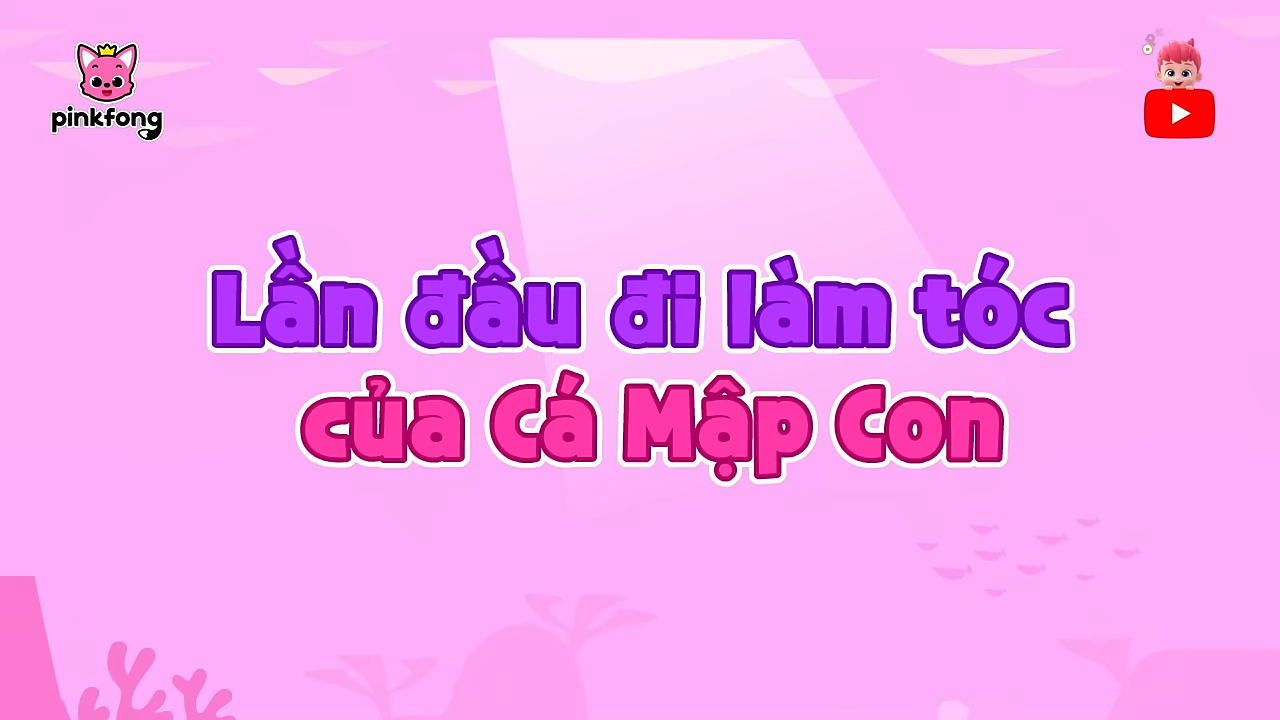 pinkfong
Lần đầu đi làm tóc
của Cá Mập Con